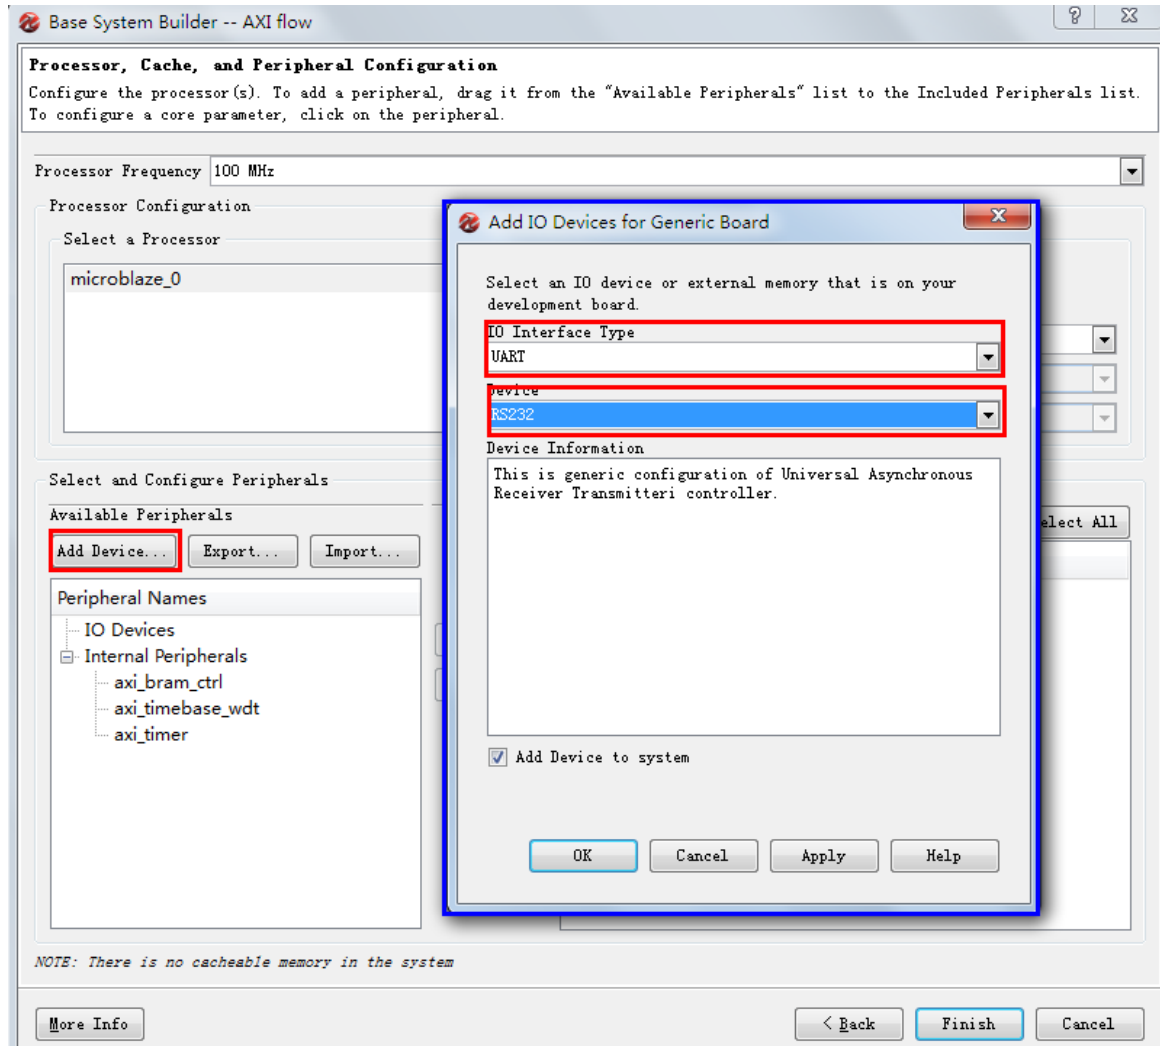 Base System Builder -- AXI flow
Processor, Cache, and Peripheral Configuration
Configure the processor(s). To add a peripheral, drag it from the "Available Peripherals" list to the Included Peripherals list.
To configure a core parameter, click on the peripheral.
Processor Frequency 100 MHz
Processor Configuration
Select a Processor
microblaze_0
Add IO Devices for Generic Board
Select an IO device or external memory that is on your
development board.
IO Interface Type
UART
Device
RS232
Device Information
This is generic configuration of Universal Asynchronous
Receiver Transmitteri controller.
Add Device to system
OK Cancel Apply Help
Select and Configure Peripherals
Available Peripherals
Add Device... Export... Import...
elect All
Peripheral Names
IO Devices
Internal Peripherals
axi_bram_ctrl
axi_timebase_wdt
axi_timer
NOTE: There is no cacheable memory in the system
More Info < Back Finish Cancel